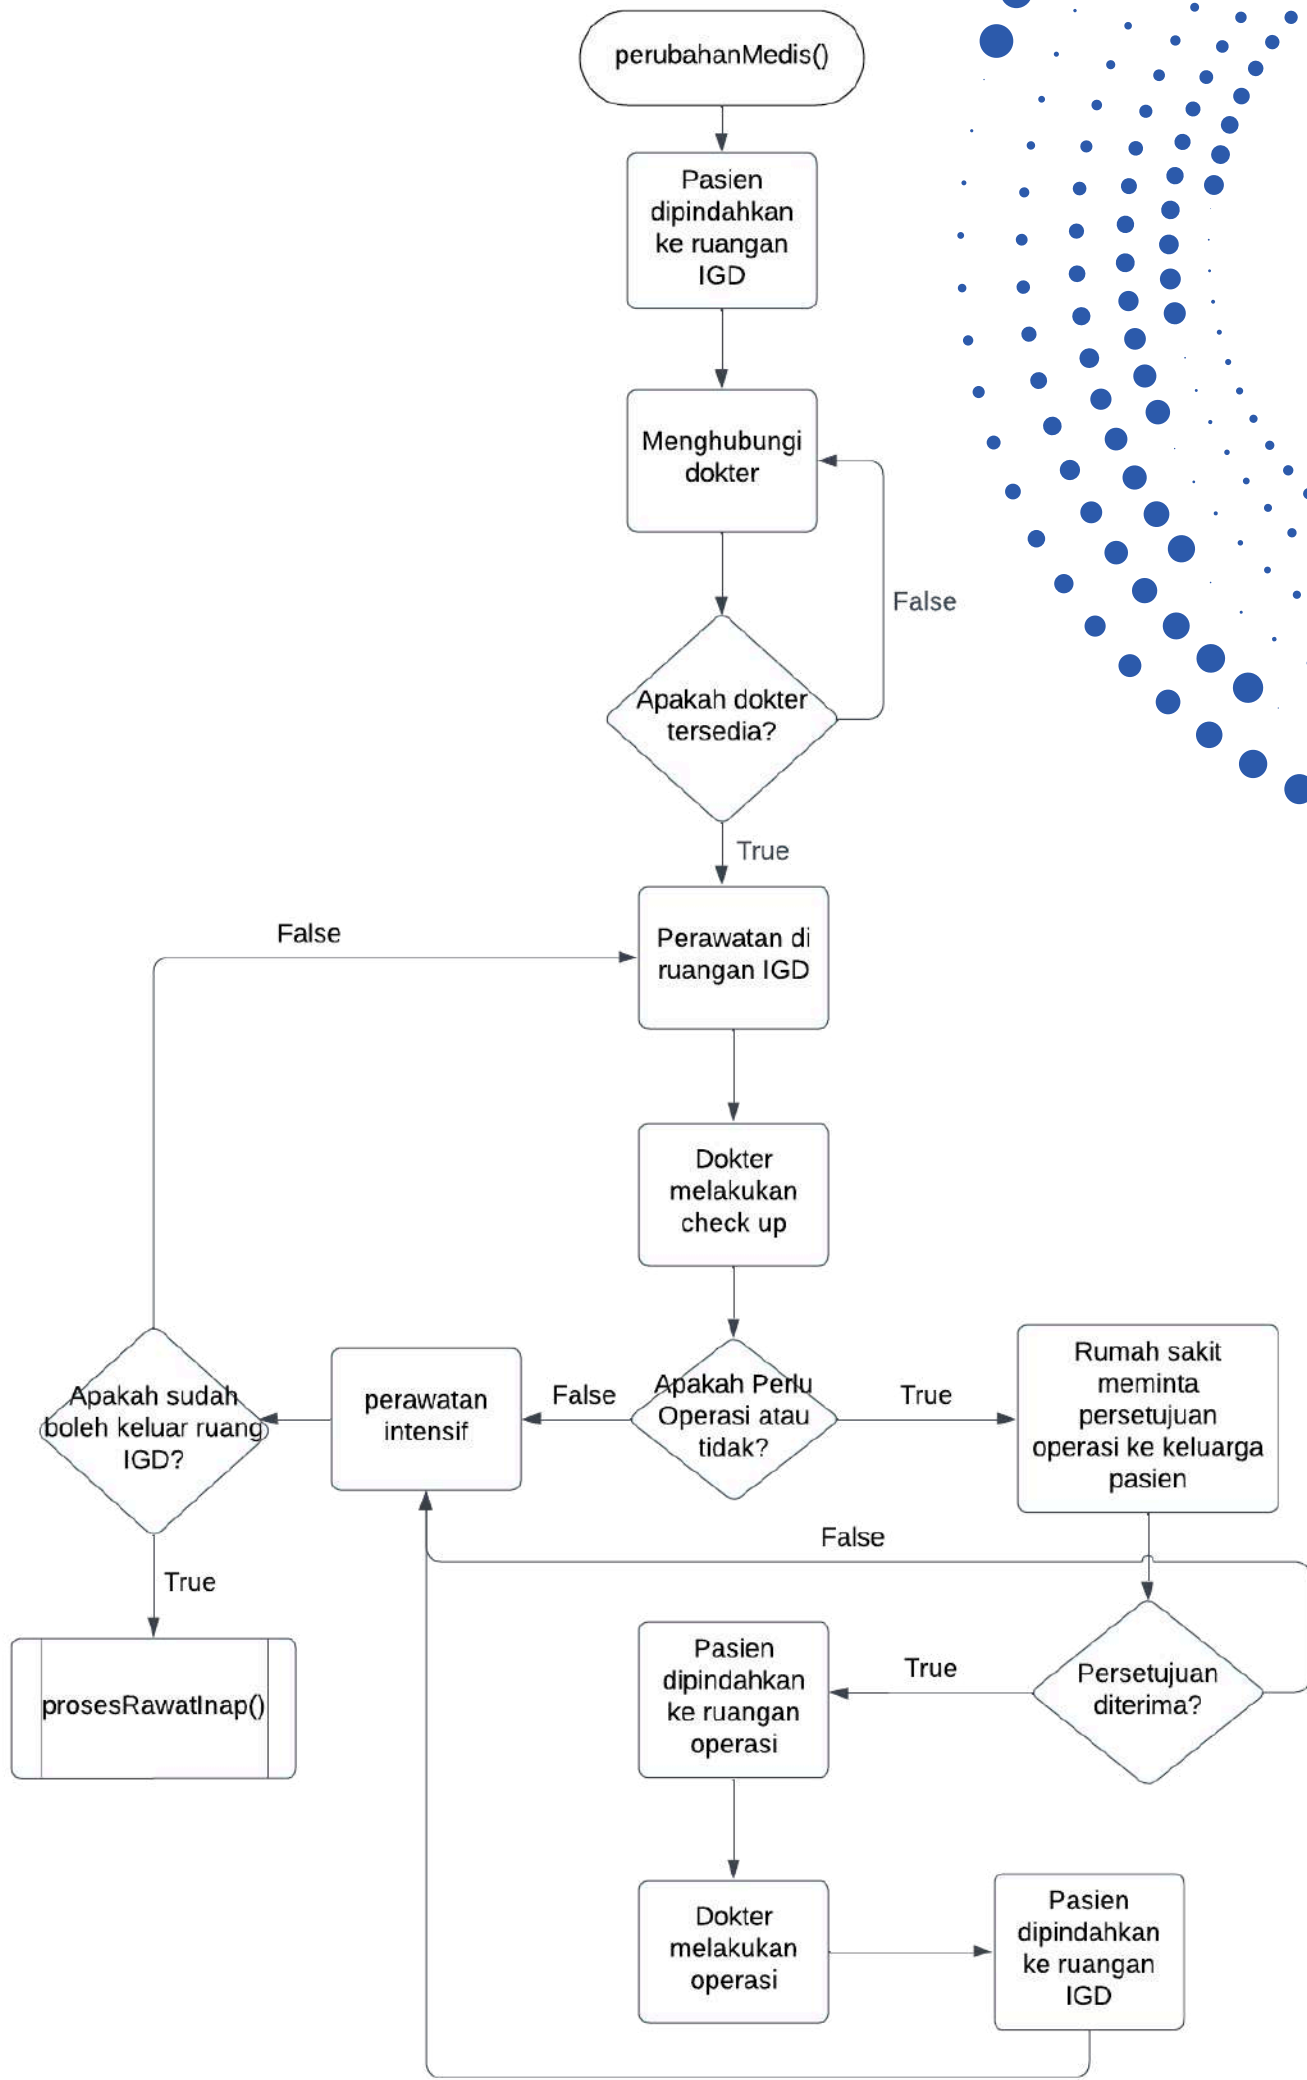 perubahanMedis()
Pasien
dipindahkan
ke ruangan
IGD
Menghubungi
dokter
False
Apakah dokter
tersedia?
True
False
Perawatan di
ruangan IGD
Dokter
melakukan
check up
Apakah sudah
boleh keluar ruang
IGD?
perawatan
intensif
False
Apakah Perlu
Operasi atau
tidak?
True
Rumah sakit
meminta
persetujuan
operasi ke keluarga
pasien
False
True
prosesRawatInap()
Pasien
dipindahkan
ke ruangan
operasi
True
Persetujuan
diterima?
Dokter
melakukan
operasi
Pasien
dipindahkan
ke ruangan
IGD